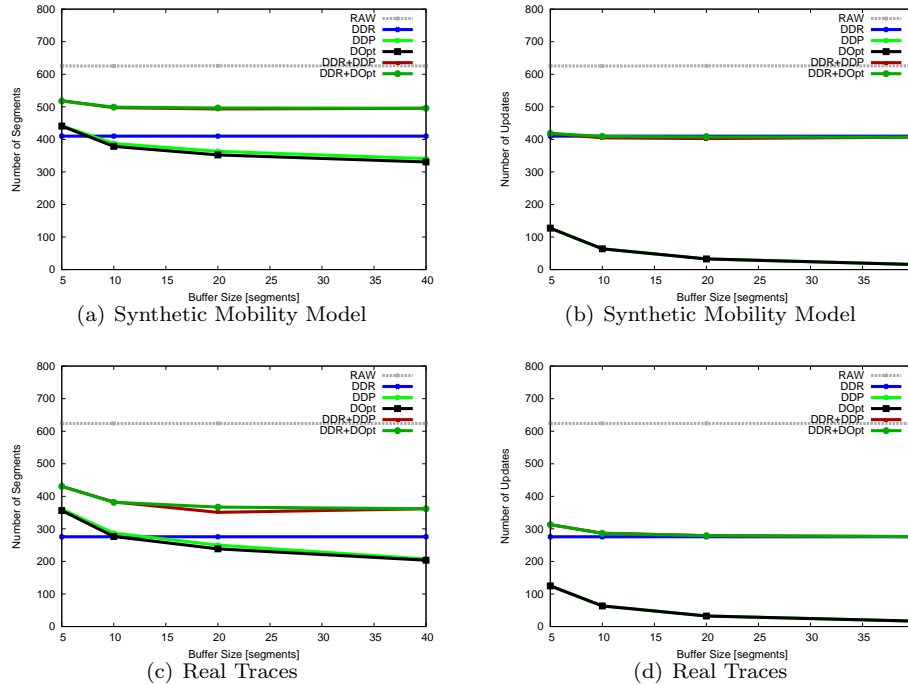 800
700
600
500
400
300
200
100
0
Number of Segments
RAW
DDR
DDP
DOpt
DDR+DDP
DDR+DOpt
5 10 15 20 25 30 35 40
Buffer Size [segments]
(a) Synthetic Mobility Model
800
700
600
500
400
300
200
100
0
Number of Updates
RAW
DDR
DDP
DOpt
DDR+DDP
DDR+DOpt
5 10 15 20 25 30 35
Buffer Size [segments]
(b) Synthetic Mobility Model
800
700
600
500
400
300
200
100
0
Number of Segments
RAW
DDR
DDP
DOpt
DDR+DDP
DDR+DOpt
5 10 15 20 25 30 35 40
Buffer Size [segments]
(c) Real Traces
800
700
600
500
400
300
200
100
0
Number of Updates
RAW
DDR
DDP
DOpt
DDR+DDP
DDR+DOpt
5 10 15 20 25 30 35
Buffer Size [segments]
(d) Real Traces